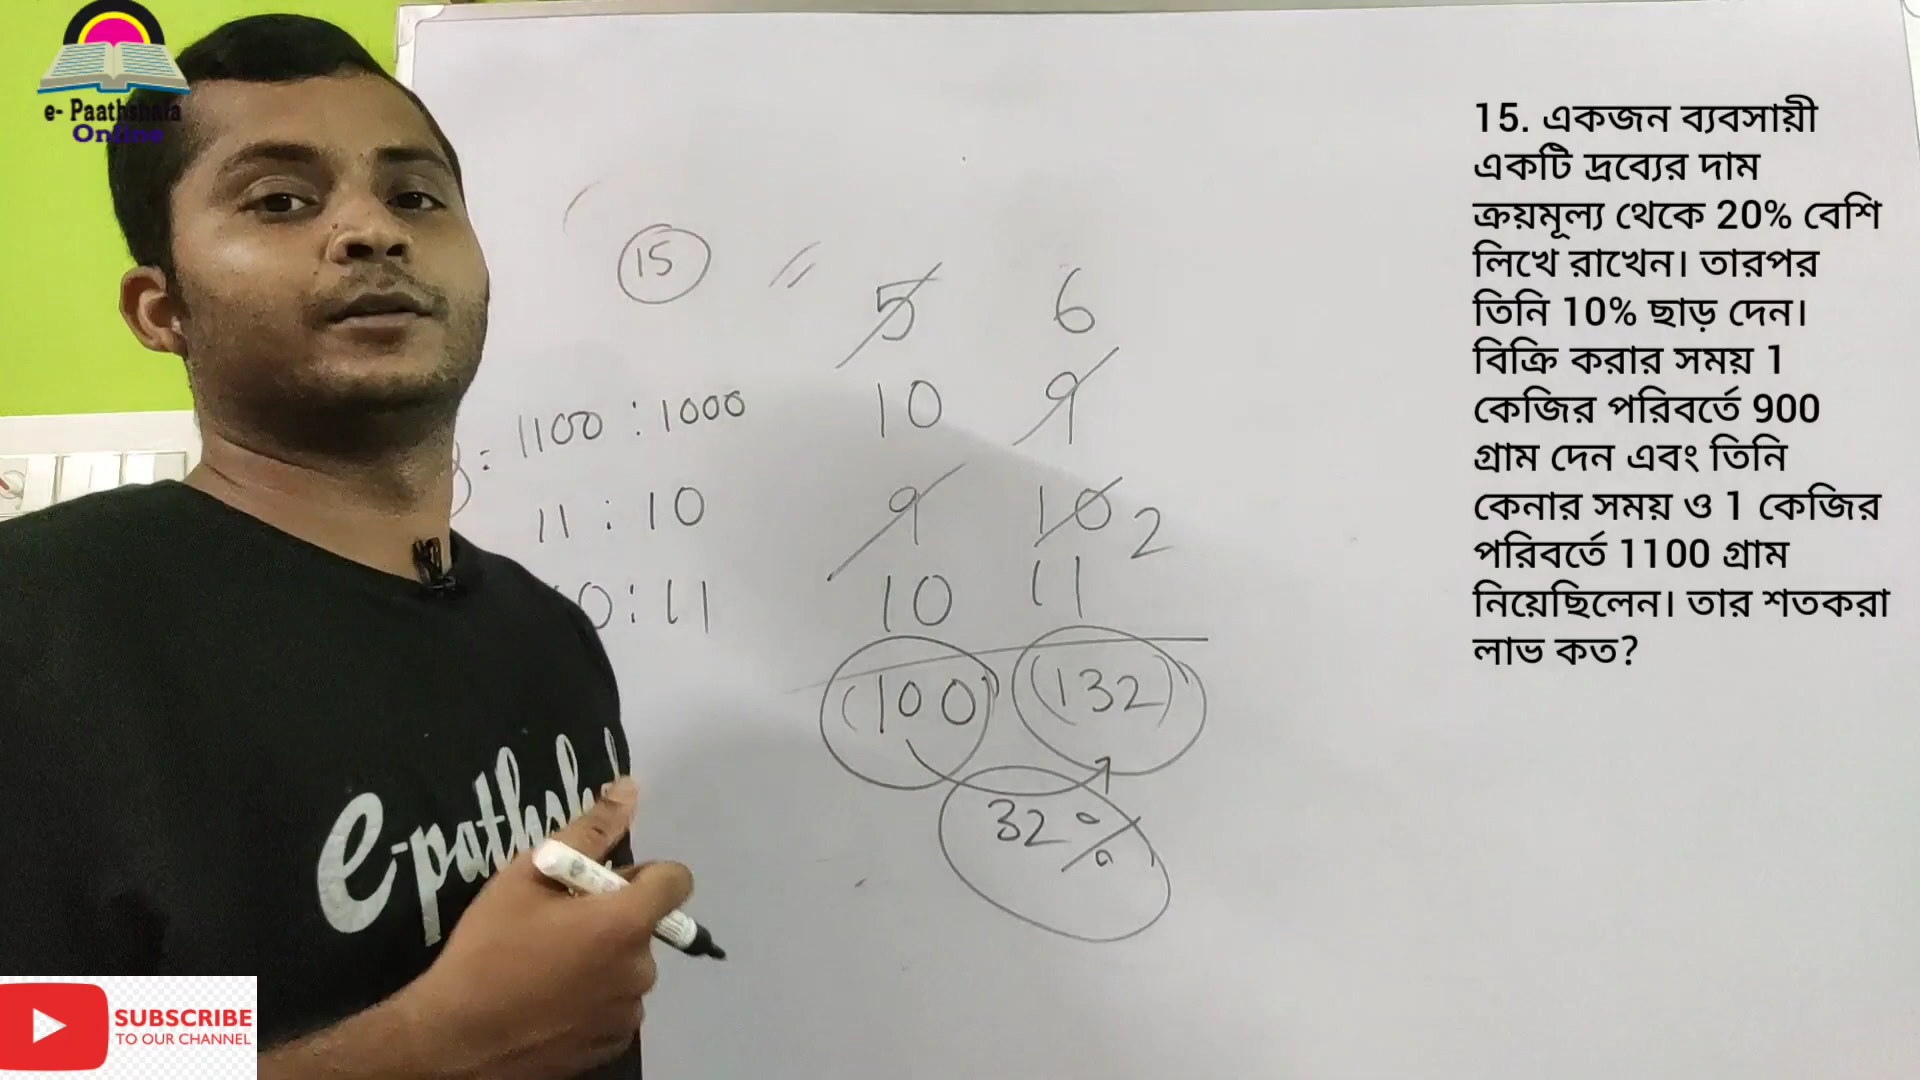 e- Paathshala
Online
15
5 6
1100 : 1000
10 9
11 : 10
9 10 2
0 : 11
10 11
(100) (132)
32%
e-pathsh
15. একজন ব্যবসায়ী
একটি দ্রব্যের দাম
ক্রয়মূল্য থেকে 20% বেশি
লিখে রাখেন। তারপর
তিনি 10% ছাড় দেন।
বিক্রি করার সময় 1
কেজির পরিবর্তে 900
গ্রাম দেন এবং তিনি
কেনার সময় ও 1 কেজির
পরিবর্তে 1100 গ্রাম
নিয়েছিলেন। তার শতকরা
লাভ কত?
SUBSCRIBE
TO OUR CHANNEL